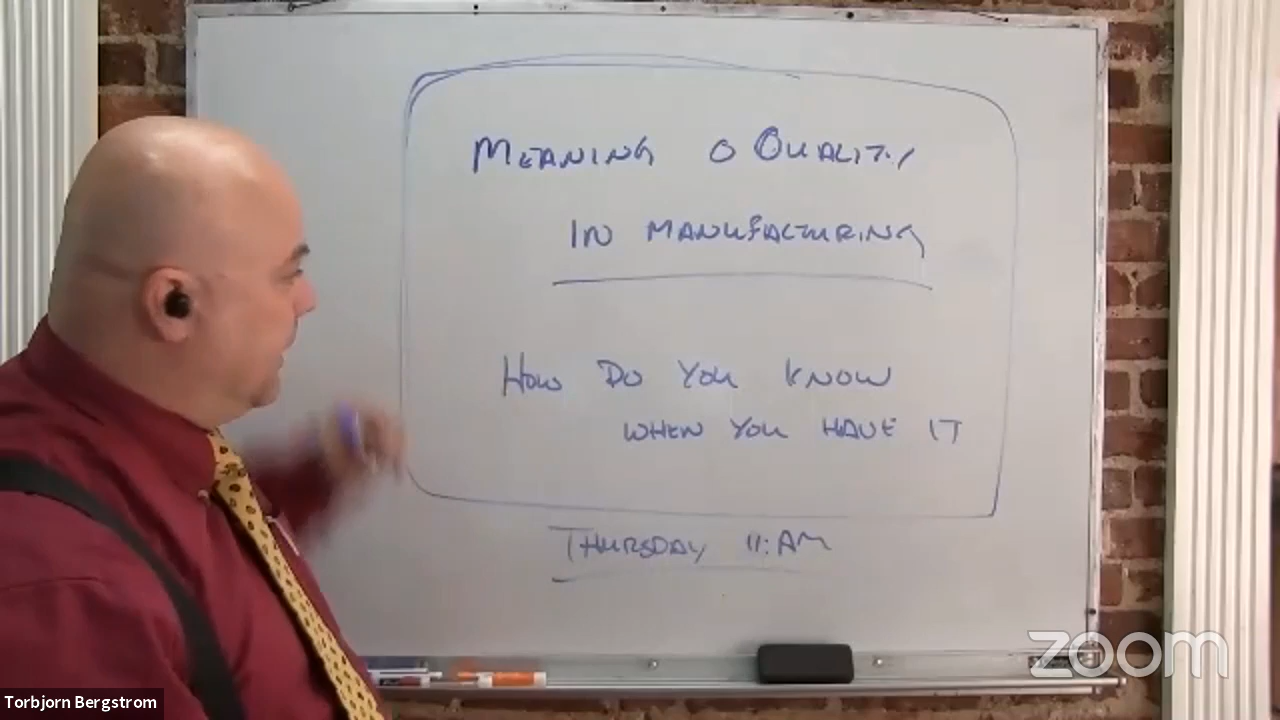 MEANING O QUALITY
IN MANUFACTURING
HOW DO YOU KNOW
WHEN YOU HAVE IT
THURSDAY 11:AM
zoom
Torbjorn Bergstrom